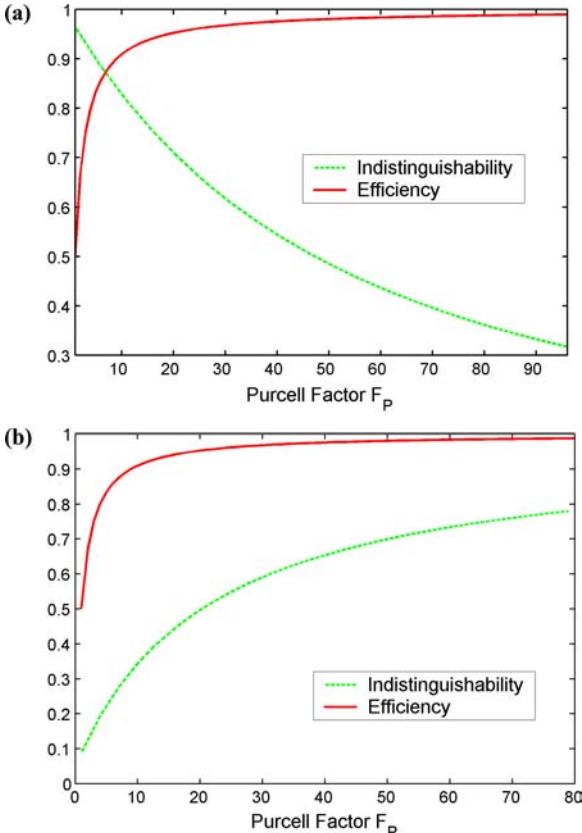 (a)
1
0.9
0.8
0.7
0.6
0.5
0.4
0.3
Indistinguishability
Efficiency
10 20 30 40 50 60 70 80 90
Purcell Factor F_P
(b)
1
0.9
0.8
0.7
0.6
0.5
0.4
0.3
0.2
0.1
0
Indistinguishability
Efficiency
0 10 20 30 40 50 60 70 80
Purcell Factor F_P